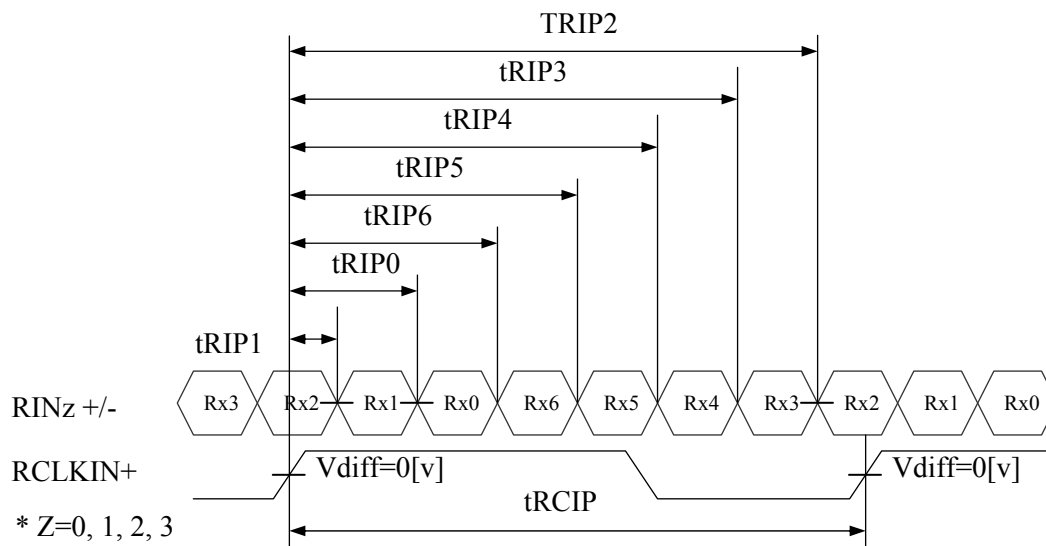 TRIP2
tRIP3
tRIP4
tRIP5
tRIP6
tRIP0
tRIP1
RINz +/- Rx3 Rx2 Rx1 Rx0 Rx6 Rx5 Rx4 Rx3 Rx2 Rx1 Rx0
RCLKIN+ Vdiff=0[v] Vdiff=0[v]
tRCIP
* Z=0, 1, 2, 3